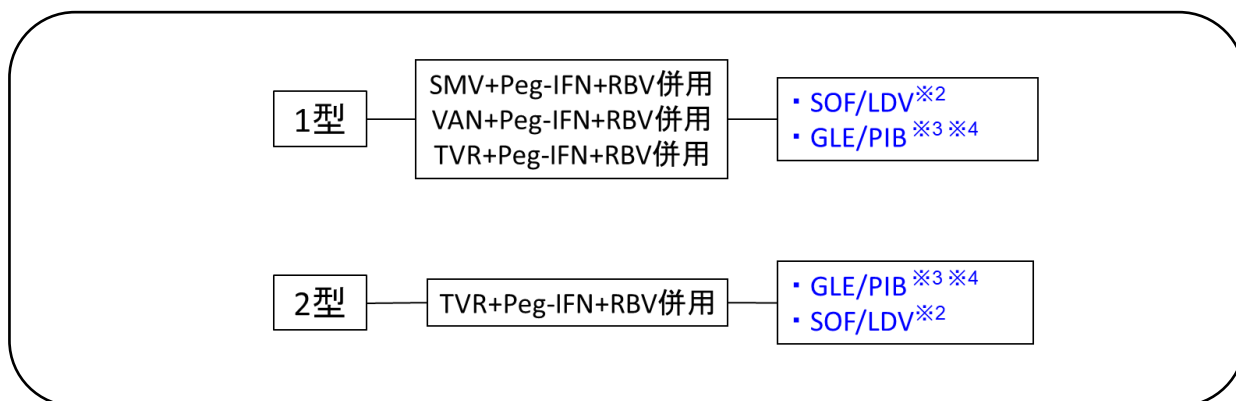 1型
SMV+Peg-IFN+RBV併用
VAN+Peg-IFN+RBV併用
TVR+Peg-IFN+RBV併用
・SOF/LDV※2
・GLE/PIB ※3 ※4
2型
TVR+Peg-IFN+RBV併用
・GLE/PIB ※3 ※4
・SOF/LDV※2